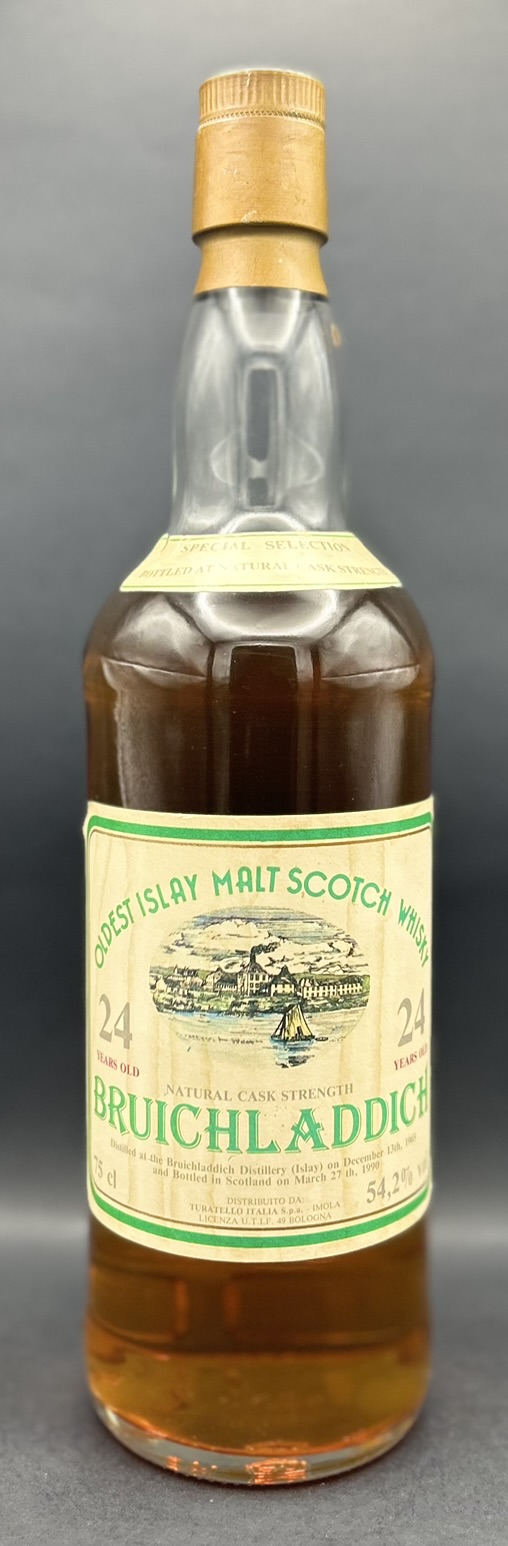 SPECIAL SELECTION
BOTTLED AT NATURAL CASK STRENGTH
OLDEST ISLAY MALT SCOTCH WHISKY
24
YEARS OLD
24
YEARS OLD
NATURAL CASK STRENGTH
BRUICHLADDICH
Distilled at the Bruichladdich Distillery (Islay) on December 13th, 1965
and Bottled in Scotland on March 27 th, 1990
75 cl
54,2% vol
DISTRIBUITO DA:
TURATELLO ITALIA S.p.a. - IMOLA
LICENZA U.T.I.F. 49 BOLOGNA